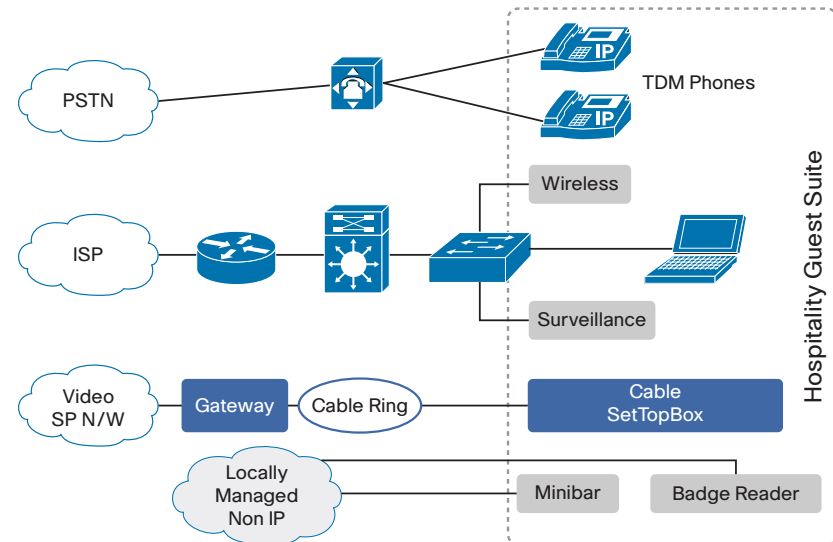 PSTN
IP
IP
TDM Phones
Wireless
ISP
Surveillance
Hospitality Guest Suite
Video
SP N/W
Gateway
Cable Ring
Cable
SetTopBox
Locally
Managed
Non IP
Minibar
Badge Reader